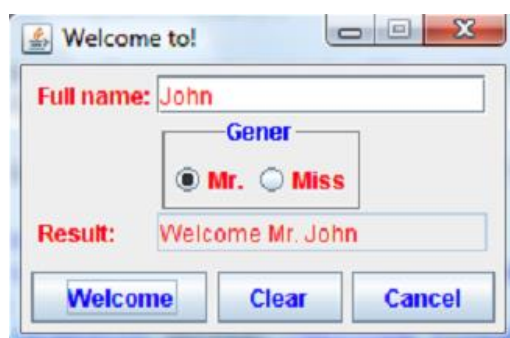 Welcome to!
Full name: John
Gener
Mr. Miss
Result: Welcome Mr. John
Welcome Clear Cancel